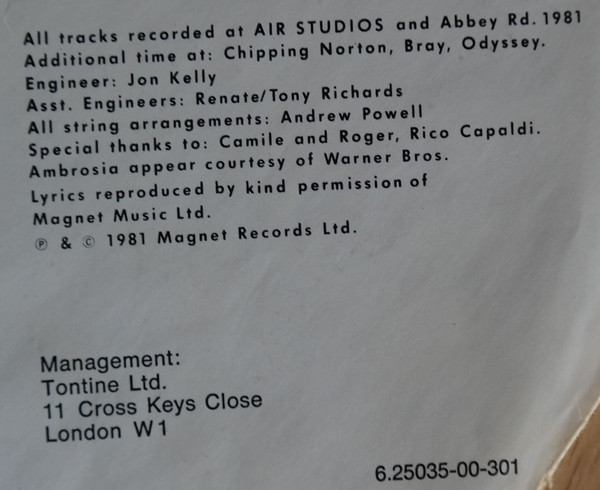 All tracks recorded at AIR STUDIOS and Abbey Rd. 1981
Additional time at: Chipping Norton, Bray, Odyssey.
Engineer: Jon Kelly
Asst. Engineers: Renate/Tony Richards
All string arrangements: Andrew Powell
Special thanks to: Camile and Roger, Rico Capaldi.
Ambrosia appear courtesy of Warner Bros.
Lyrics reproduced by kind permission of
Magnet Music Ltd.
℗ & © 1981 Magnet Records Ltd.
Management:
Tontine Ltd.
11 Cross Keys Close
London W1
6.25035-00-301